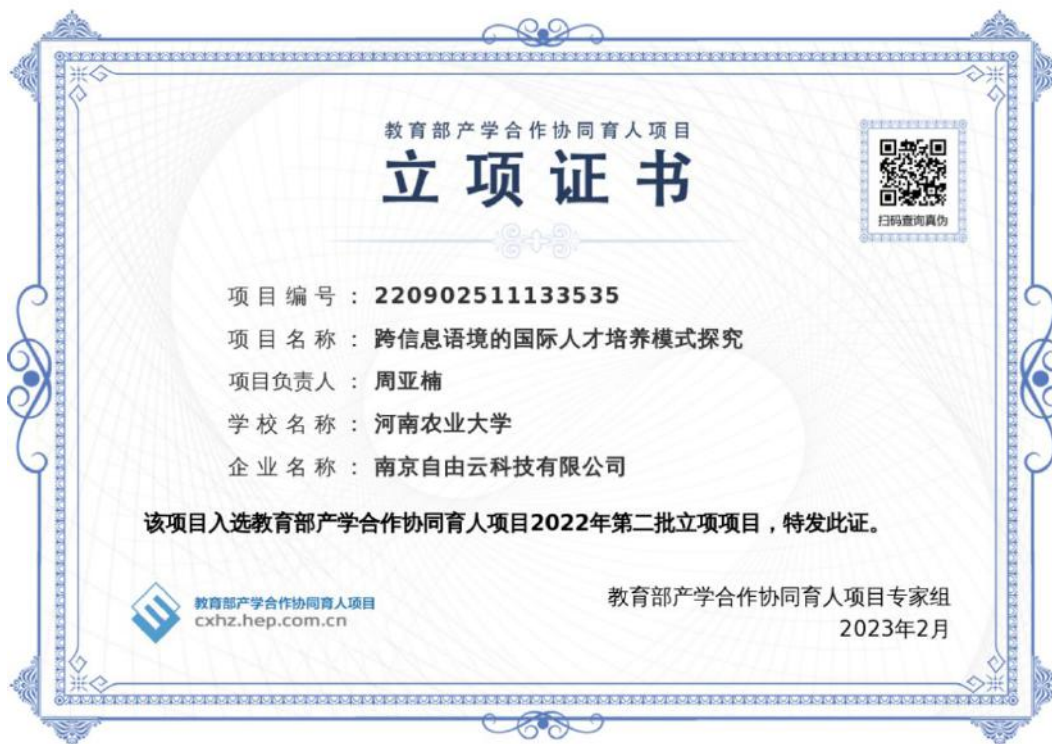 教育部产学合作协同育人项目
立项证书
扫码查询真伪
项目编号：220902511133535
项目名称：跨信息语境的国际人才培养模式探究
项目负责人：周亚楠
学校名称：河南农业大学
企业名称：南京自由云科技有限公司
该项目入选教育部产学合作协同育人项目2022年第二批立项项目，特发此证。
教育部产学合作协同育人项目
cxhz.hep.com.cn
教育部产学合作协同育人项目专家组
2023年2月